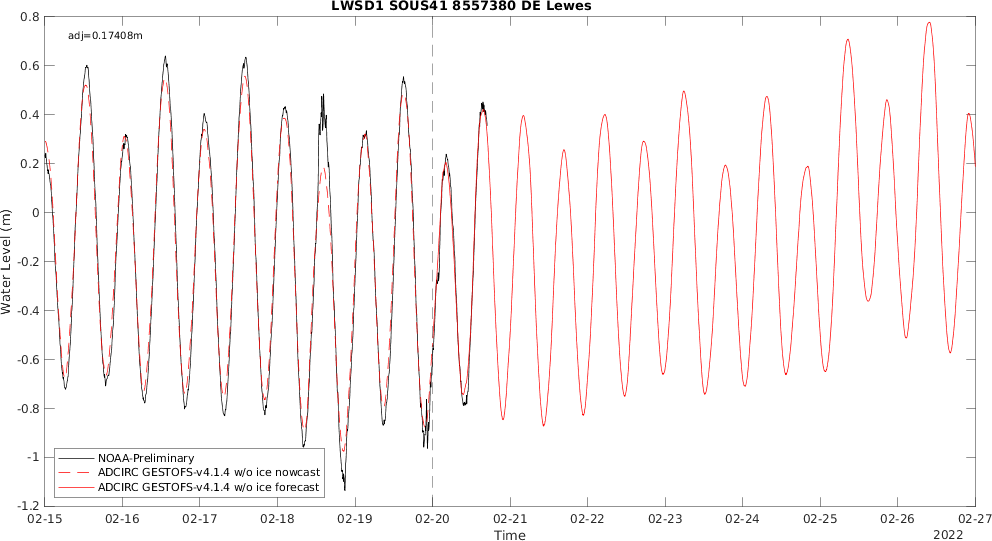 LWSD1 SOUS41 8557380 DE Lewes
adj=0.17408m
0.8
0.6
0.4
0.2
0
-0.2
-0.4
-0.6
-0.8
-1
-1.2
Water Level (m)
NOAA-Preliminary
ADCIRC GESTOFS-v4.1.4 w/o ice nowcast
ADCIRC GESTOFS-v4.1.4 w/o ice forecast
02-15 02-16 02-17 02-18 02-19 02-20 02-21 02-22 02-23 02-24 02-25 02-26 02-27
Time
2022